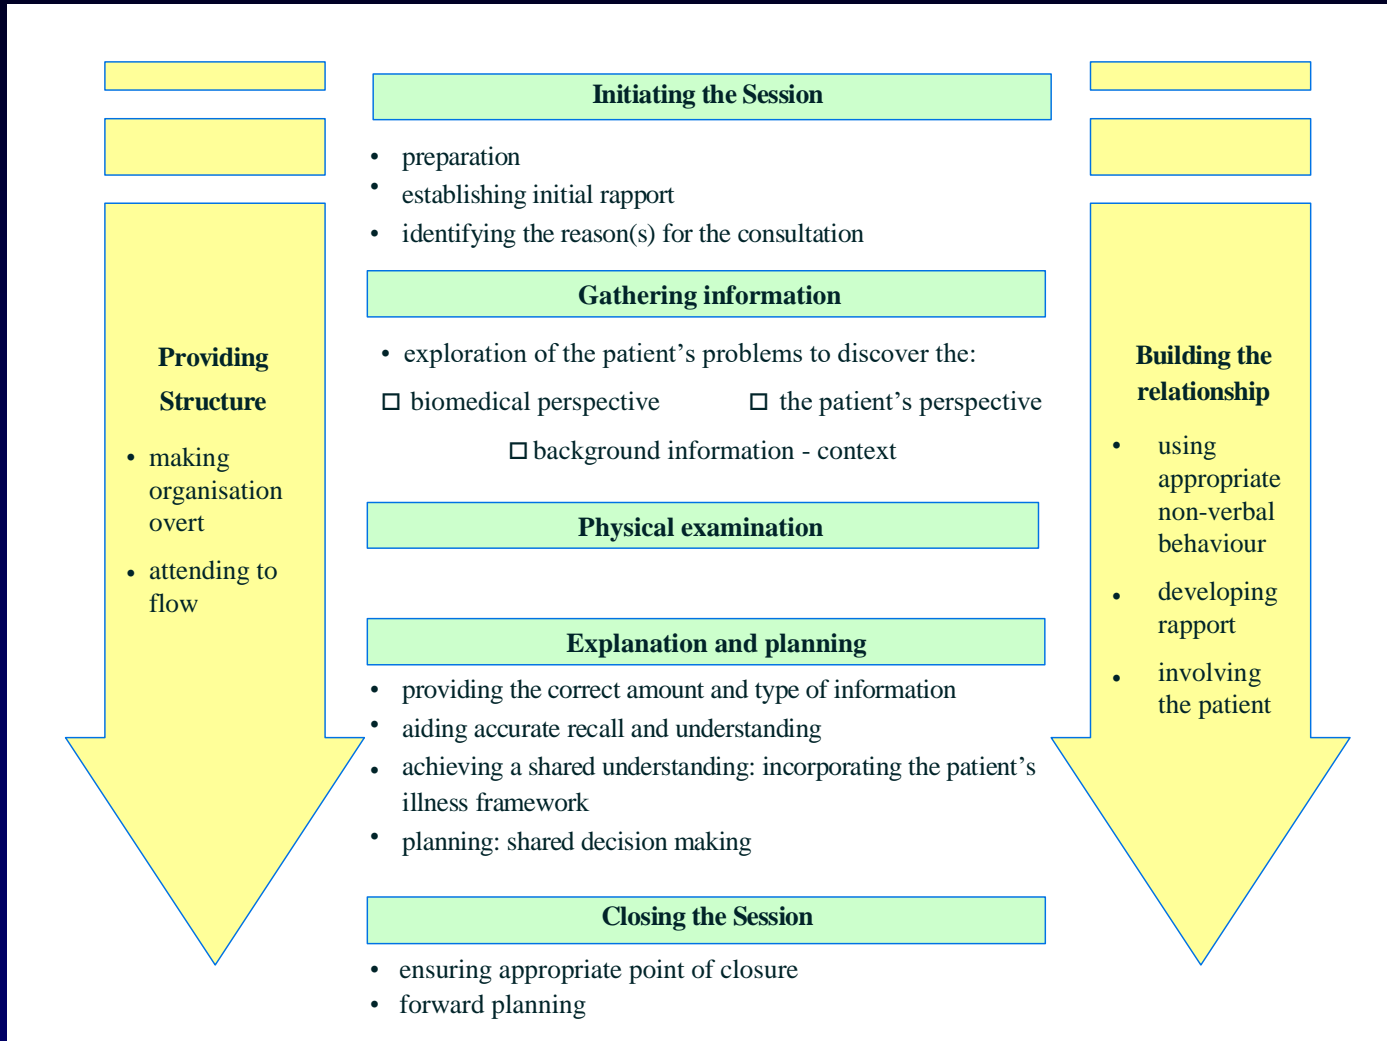 Initiating the Session
• preparation
• establishing initial rapport
• identifying the reason(s) for the consultation
Gathering information
• exploration of the patient’s problems to discover the:
□ biomedical perspective □ the patient’s perspective
□ background information - context
Physical examination
Explanation and planning
• providing the correct amount and type of information
• aiding accurate recall and understanding
• achieving a shared understanding: incorporating the patient’s
illness framework
• planning: shared decision making
Closing the Session
• ensuring appropriate point of closure
• forward planning
Providing
Structure
• making
organisation
overt
• attending to
flow
Building the
relationship
• using
appropriate
non-verbal
behaviour
• developing
rapport
• involving
the patient